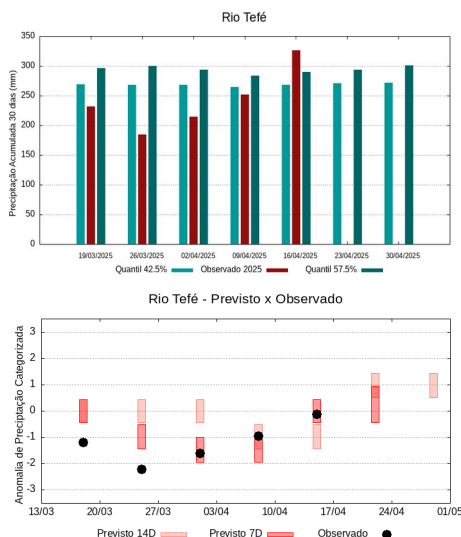 Rio Tefé
Precipitação Acumulada 30 dias (mm)
350
300
250
200
150
100
50
0
19/03/2025 26/03/2025 02/04/2025 09/04/2025 16/04/2025 23/04/2025 30/04/2025
Quantil 42.5% Observado 2025 Quantil 57.5%
Rio Tefé - Previsto x Observado
Anomalia de Precipitação Categorizada
3
2
1
0
-1
-2
-3
13/03 20/03 27/03 03/04 10/04 17/04 24/04 01/05
Previsto 14D Previsto 7D Observado